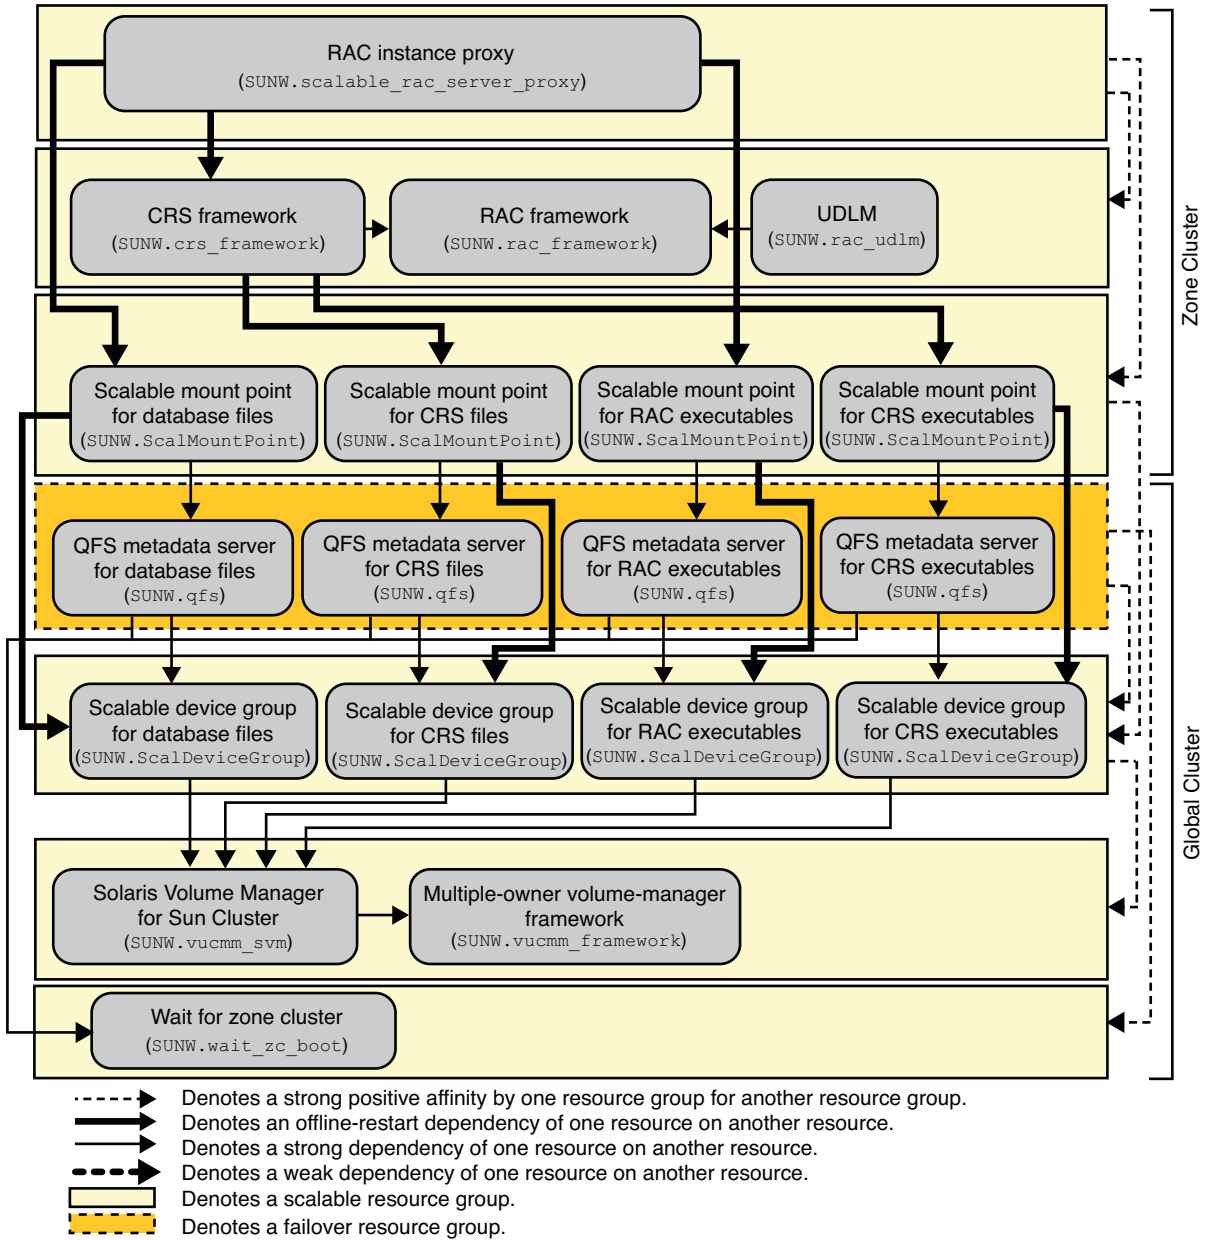 RAC instance proxy
(SUNW.scalable_rac_server_proxy)
CRS framework
(SUNW.crs_framework)
RAC framework
(SUNW.rac_framework)
UDLM
(SUNW.rac_udlm)
Zone Cluster
Scalable mount point
for database files
(SUNW.ScalMountPoint)
Scalable mount point
for CRS files
(SUNW.ScalMountPoint)
Scalable mount point
for RAC executables
(SUNW.ScalMountPoint)
Scalable mount point
for CRS executables
(SUNW.ScalMountPoint)
QFS metadata server
for database files
(SUNW.qfs)
QFS metadata server
for CRS files
(SUNW.qfs)
QFS metadata server
for RAC executables
(SUNW.qfs)
QFS metadata server
for CRS executables
(SUNW.qfs)
Scalable device group
for database files
(SUNW.ScalDeviceGroup)
Scalable device group
for CRS files
(SUNW.ScalDeviceGroup)
Scalable device group
for RAC executables
(SUNW.ScalDeviceGroup)
Scalable device group
for CRS executables
(SUNW.ScalDeviceGroup)
Global Cluster
Solaris Volume Manager
for Sun Cluster
(SUNW.vucmm_svm)
Multiple-owner volume-manager
framework
(SUNW.vucmm_framework)
Wait for zone cluster
(SUNW.wait_zc_boot)
Denotes a strong positive affinity by one resource group for another resource group.
Denotes an offline-restart dependency of one resource on another resource.
Denotes a strong dependency of one resource on another resource.
Denotes a weak dependency of one resource on another resource.
Denotes a scalable resource group.
Denotes a failover resource group.